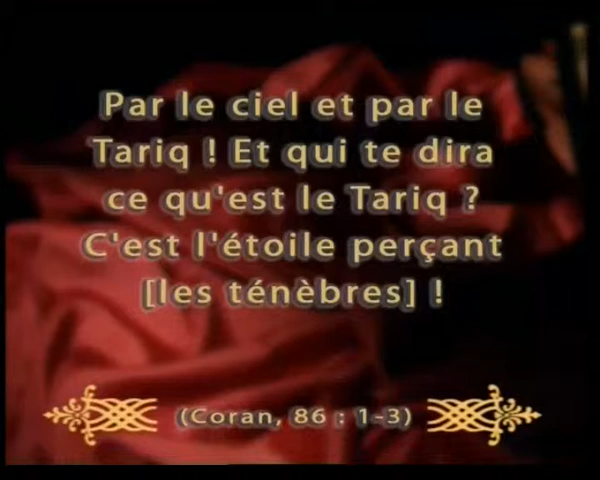 Par le ciel et par le
Tariq ! Et qui te dira
ce qu'est le Tariq ?
C'est l'étoile perçant
[les ténèbres] !
(Coran, 86 : 1-3)